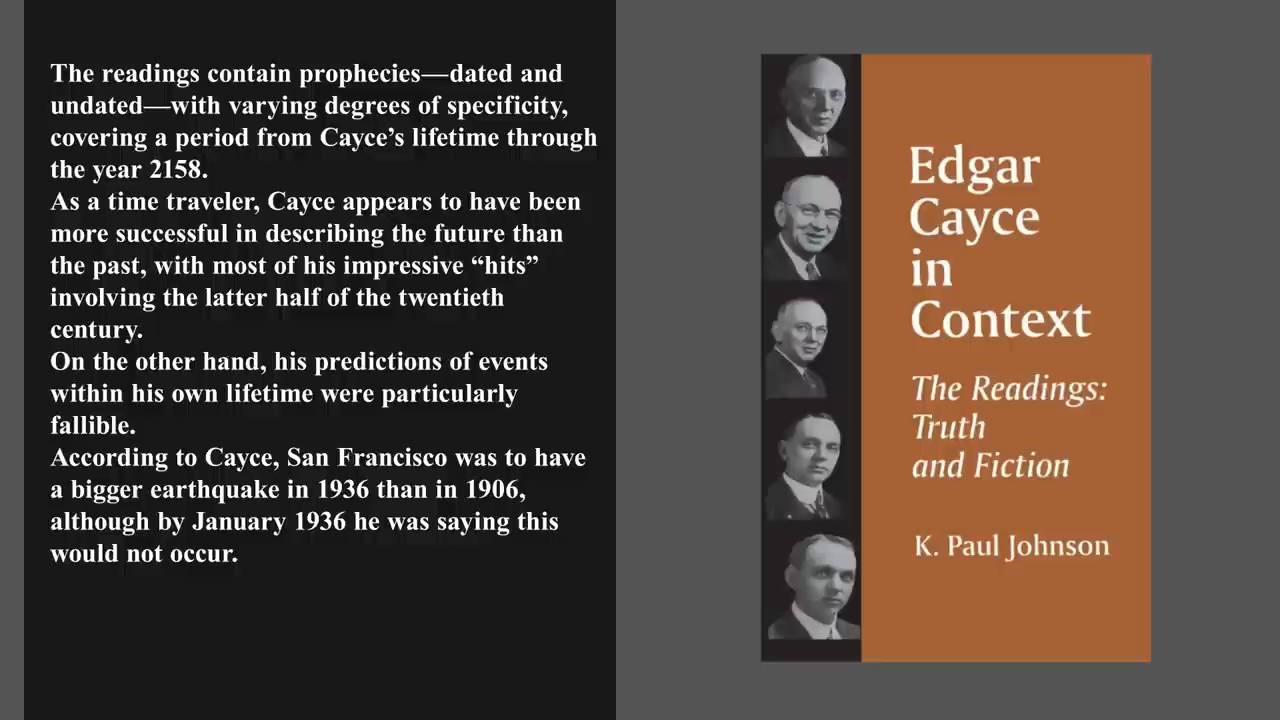 The readings contain prophecies—dated and
undated—with varying degrees of specificity,
covering a period from Cayce’s lifetime through
the year 2158.
As a time traveler, Cayce appears to have been
more successful in describing the future than
the past, with most of his impressive “hits”
involving the latter half of the twentieth
century.
On the other hand, his predictions of events
within his own lifetime were particularly
fallible.
According to Cayce, San Francisco was to have
a bigger earthquake in 1936 than in 1906,
although by January 1936 he was saying this
would not occur.
Edgar
Cayce
in
Context
The Readings:
Truth
and Fiction
K. Paul Johnson